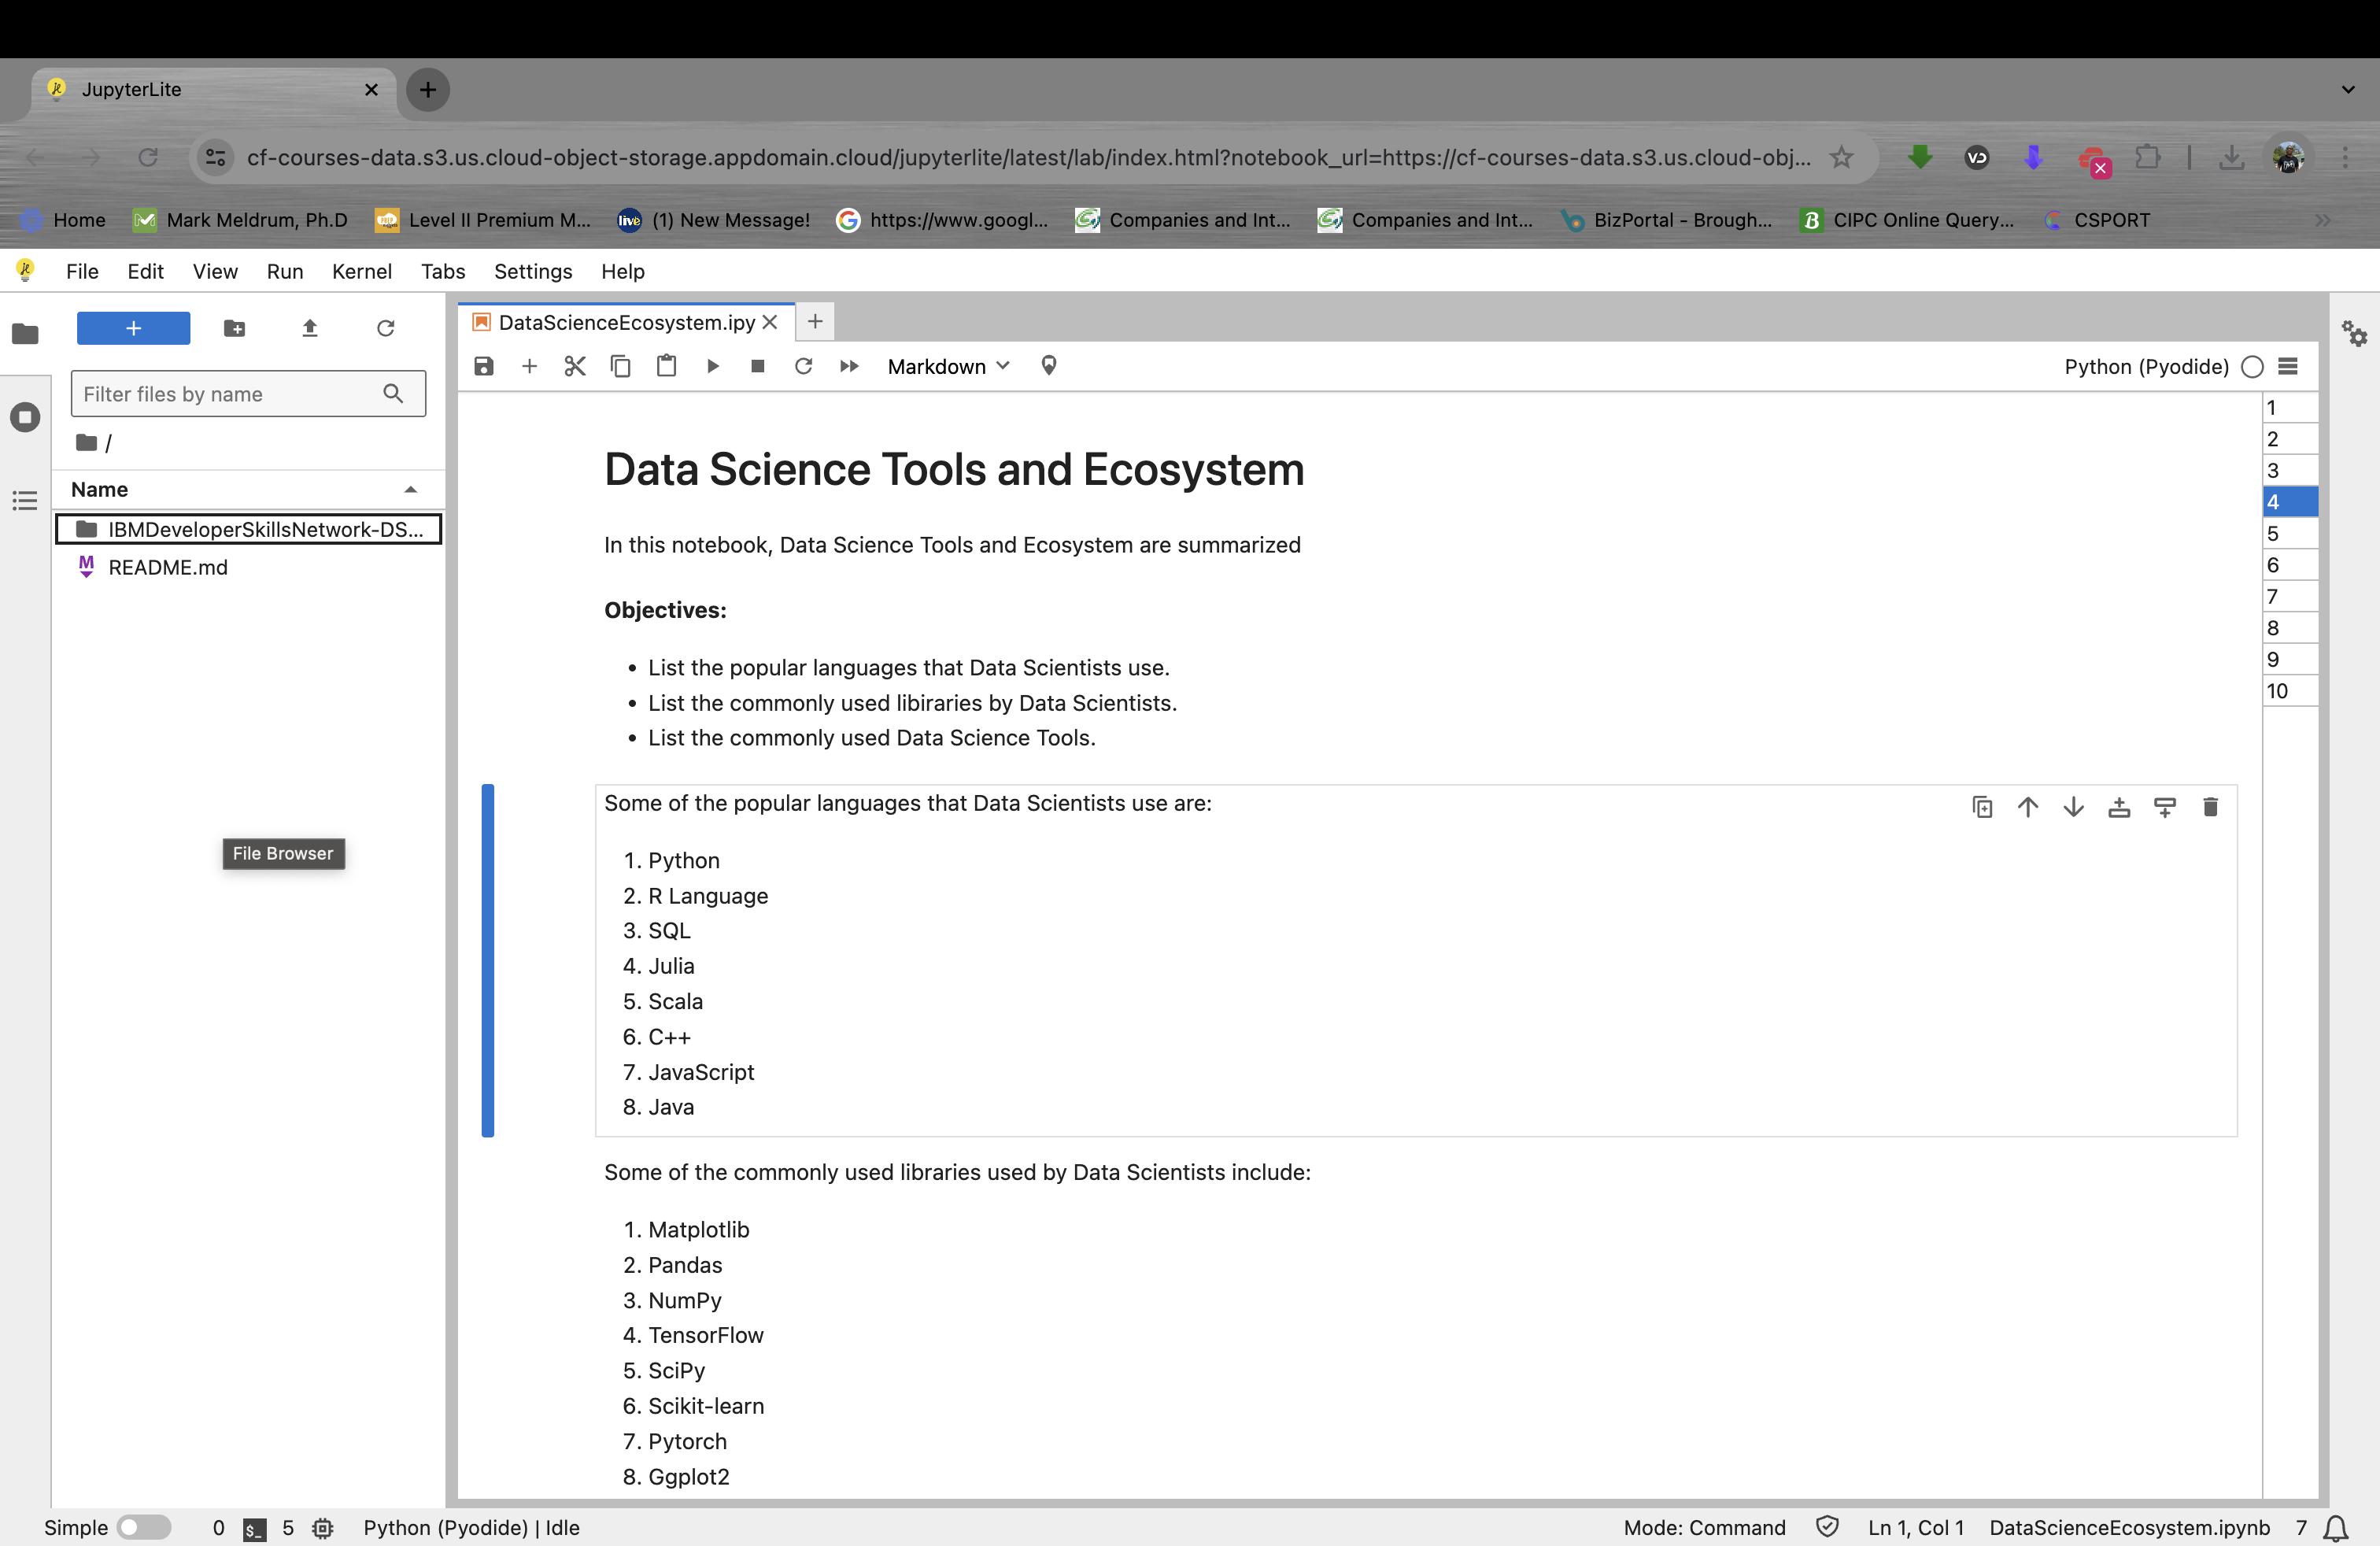 JupyterLite
cf-courses-data.s3.us.cloud-object-storage.appdomain.cloud/jupyterlite/latest/lab/index.html?notebook_url=https://cf-courses-data.s3.us.cloud-obj...
Home Mark Meldrum, Ph.D Level II Premium M... live (1) New Message! https://www.googl... Companies and Int... Companies and Int... BizPortal - Brough... CIPC Online Query... CSPORT
File Edit View Run Kernel Tabs Settings Help
DataScienceEcosystem.ipy
Markdown
Python (Pyodide)
Filter files by name
/
Name
IBMDeveloperSkillsNetwork-DS...
README.md
File Browser
Data Science Tools and Ecosystem
In this notebook, Data Science Tools and Ecosystem are summarized
Objectives:
• List the popular languages that Data Scientists use.
• List the commonly used libiraries by Data Scientists.
• List the commonly used Data Science Tools.
Some of the popular languages that Data Scientists use are:
1. Python
2. R Language
3. SQL
4. Julia
5. Scala
6. C++
7. JavaScript
8. Java
Some of the commonly used libraries used by Data Scientists include:
1. Matplotlib
2. Pandas
3. NumPy
4. TensorFlow
5. SciPy
6. Scikit-learn
7. Pytorch
8. Ggplot2
1
2
3
4
5
6
7
8
9
10
Simple 0 $_ 5 Python (Pyodide) | Idle Mode: Command Ln 1, Col 1 DataScienceEcosystem.ipynb 7